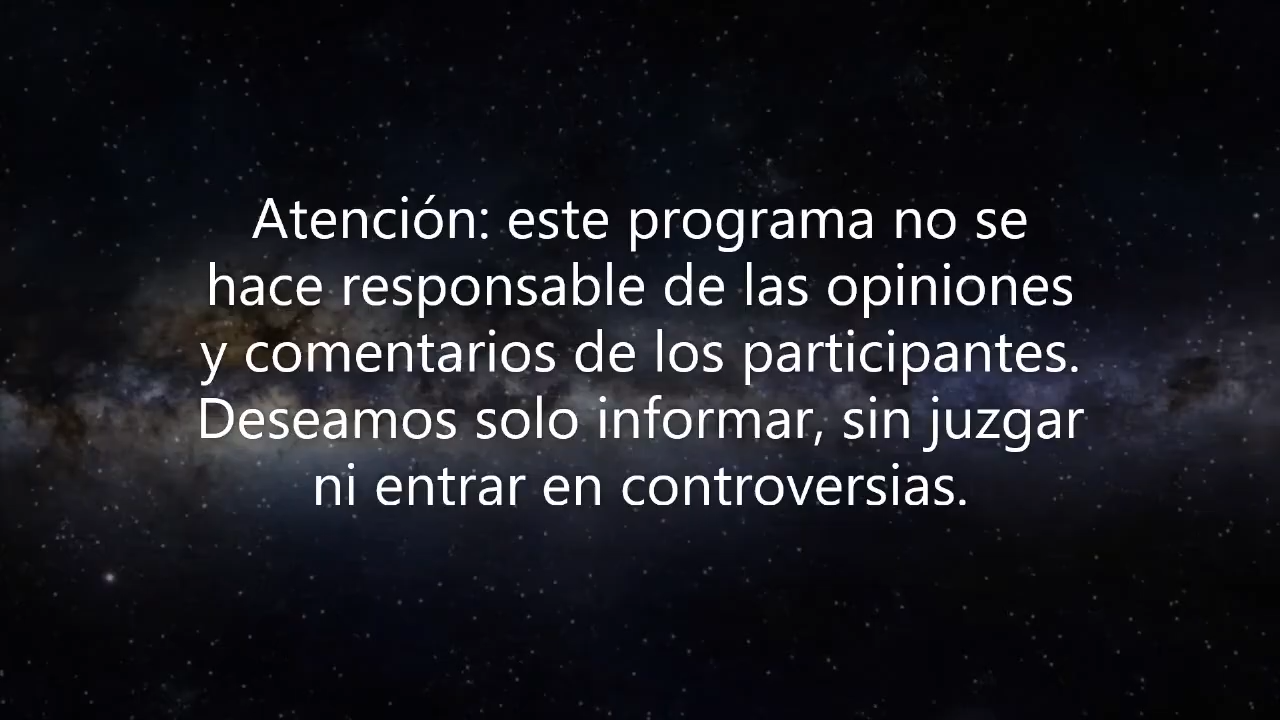 Atención: este programa no se
hace responsable de las opiniones
y comentarios de los participantes.
Deseamos solo informar, sin juzgar
ni entrar en controversias.